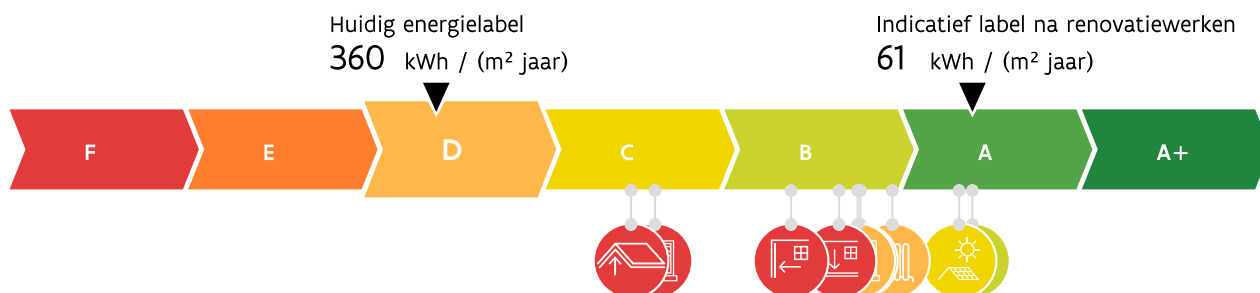 Huidig energielabel
360 kWh / (m² jaar)
Indicatief label na renovatiewerken
61 kWh / (m² jaar)
F E D C B A A+